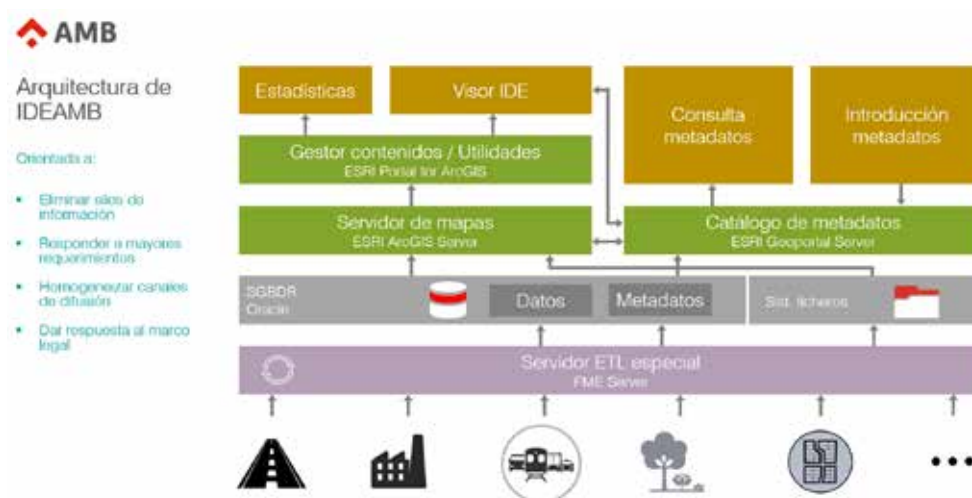 AMB
Arquitectura de
IDEAMB
Orientada a:
Eliminar silos de
información
Responder a mayores
requerimientos
Homogeneizar canales
de difusión
Dar respuesta al marco
legal
Estadísticas
Visor IDE
Consulta
metadatos
Introducción
metadatos
Gestor contenidos / Utilidades
ESRI Portal for ArcGIS
Servidor de mapas
ESRI ArcGIS Server
Catálogo de metadatos
ESRI Geoportal Server
SGBDR
Oracle
Datos
Metadatos
Sist. ficheros
Servidor ETL especial
FME Server